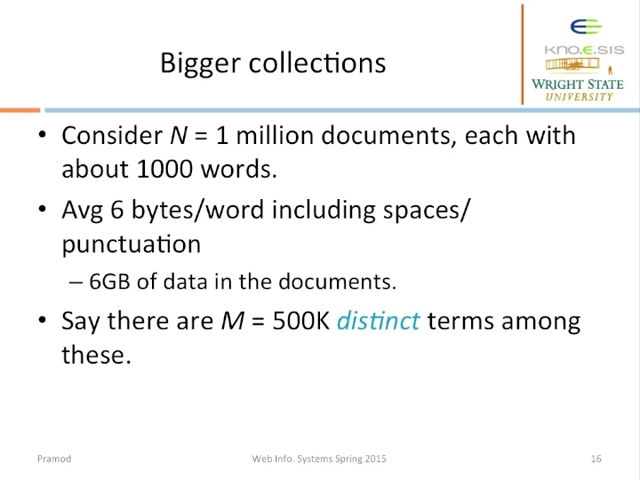 Bigger collections
KNO.E.SIS
WRIGHT STATE
UNIVERSITY
• Consider N = 1 million documents, each with
about 1000 words.
• Avg 6 bytes/word including spaces/
punctuation
– 6GB of data in the documents.
• Say there are M = 500K distinct terms among
these.
Pramod
Web Info. Systems Spring 2015
16